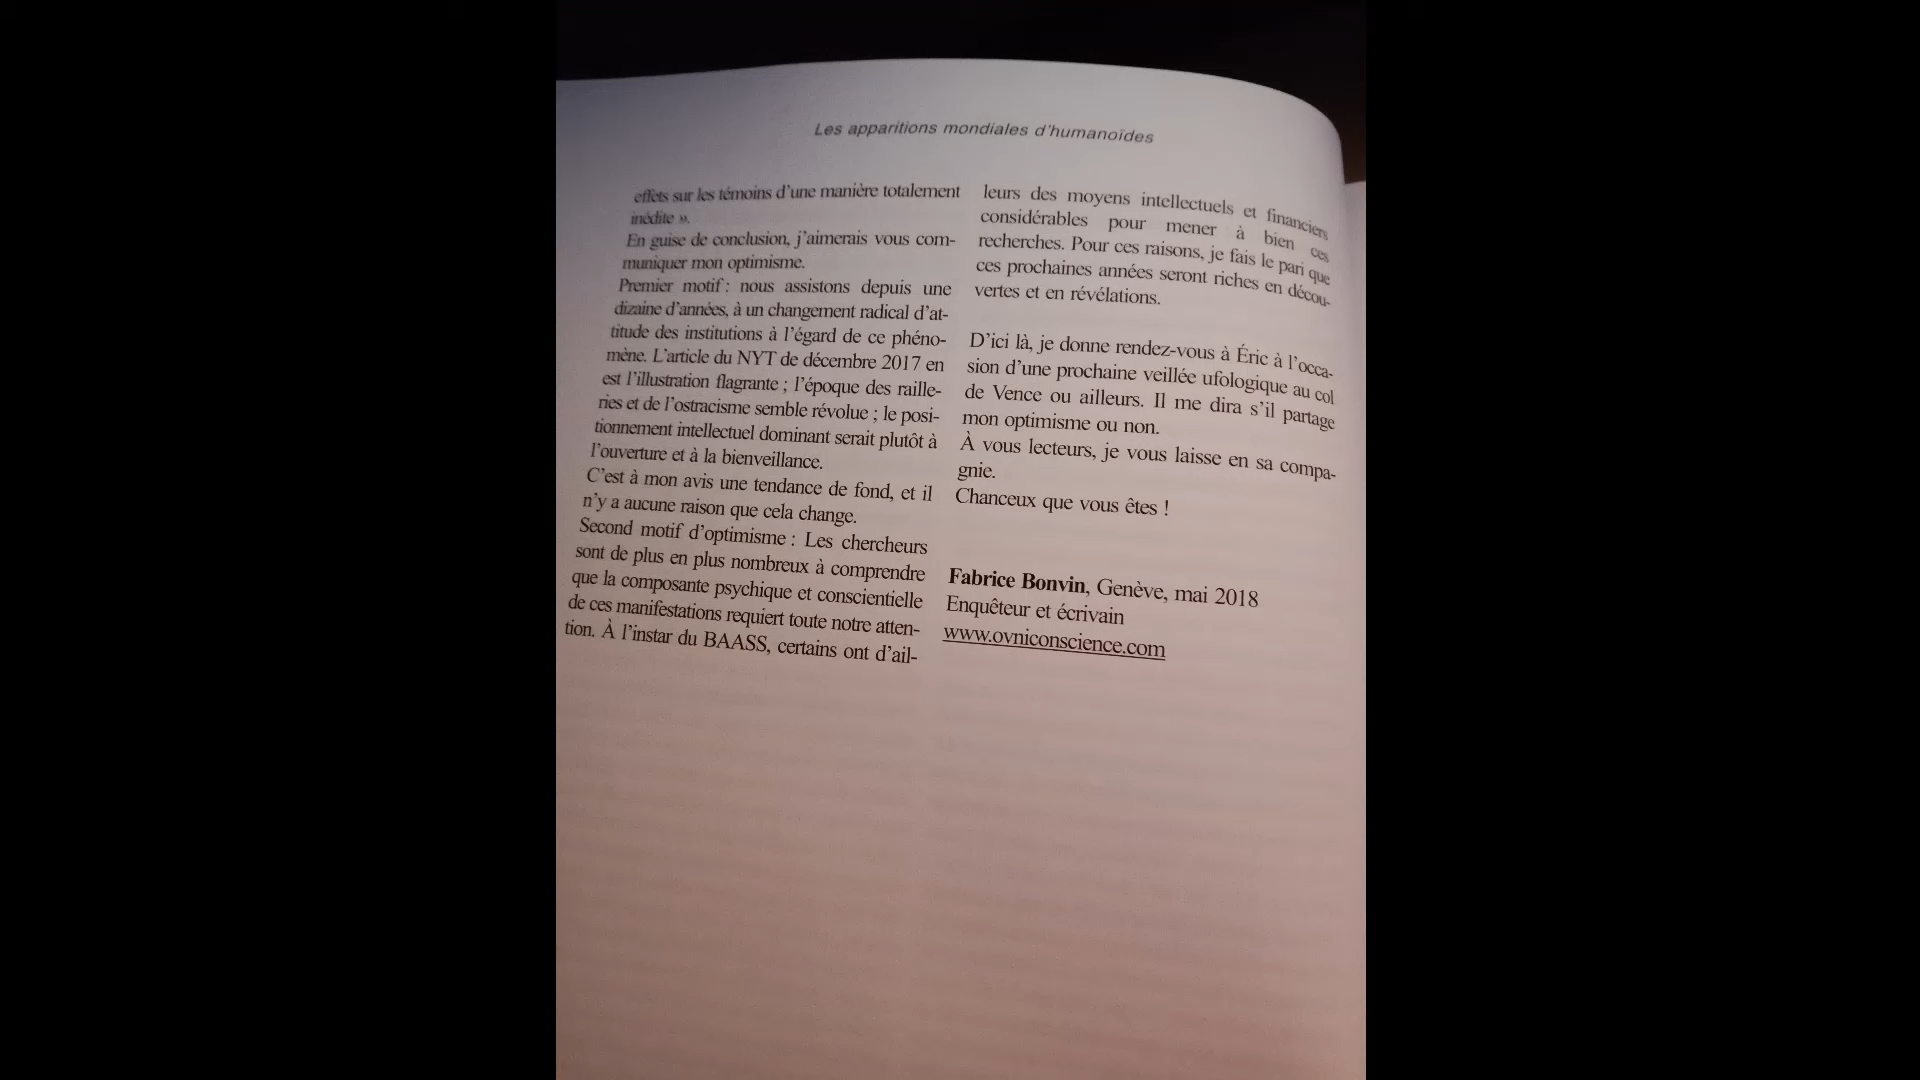 Les apparitions mondiales d'humanoïdes
effets sur les témoins d'une manière totalement
inédite ».
En guise de conclusion, j'aimerais vous com-
muniquer mon optimisme.
Premier motif : nous assistons depuis une
dizaine d'années, à un changement radical d'at-
titude des institutions à l'égard de ce phéno-
mène. L'article du NYT de décembre 2017 en
est l'illustration flagrante ; l'époque des raille-
ries et de l'ostracisme semble révolue ; le posi-
tionnement intellectuel dominant serait plutôt à
l'ouverture et à la bienveillance.
C'est à mon avis une tendance de fond, et il
n'y a aucune raison que cela change.
Second motif d'optimisme : Les chercheurs
sont de plus en plus nombreux à comprendre
que la composante psychique et conscientielle
de ces manifestations requiert toute notre atten-
tion. À l'instar du BAASS, certains ont d'ail-
leurs des moyens intellectuels et financiers
considérables pour mener à bien ces
recherches. Pour ces raisons, je fais le pari que
ces prochaines années seront riches en décou-
vertes et en révélations.
D'ici là, je donne rendez-vous à Éric à l'occa-
sion d'une prochaine veillée ufologique au col
de Vence ou ailleurs. Il me dira s'il partage
mon optimisme ou non.
À vous lecteurs, je vous laisse en sa compa-
gnie.
Chanceux que vous êtes !
Fabrice Bonvin, Genève, mai 2018
Enquêteur et écrivain
www.ovniconscience.com